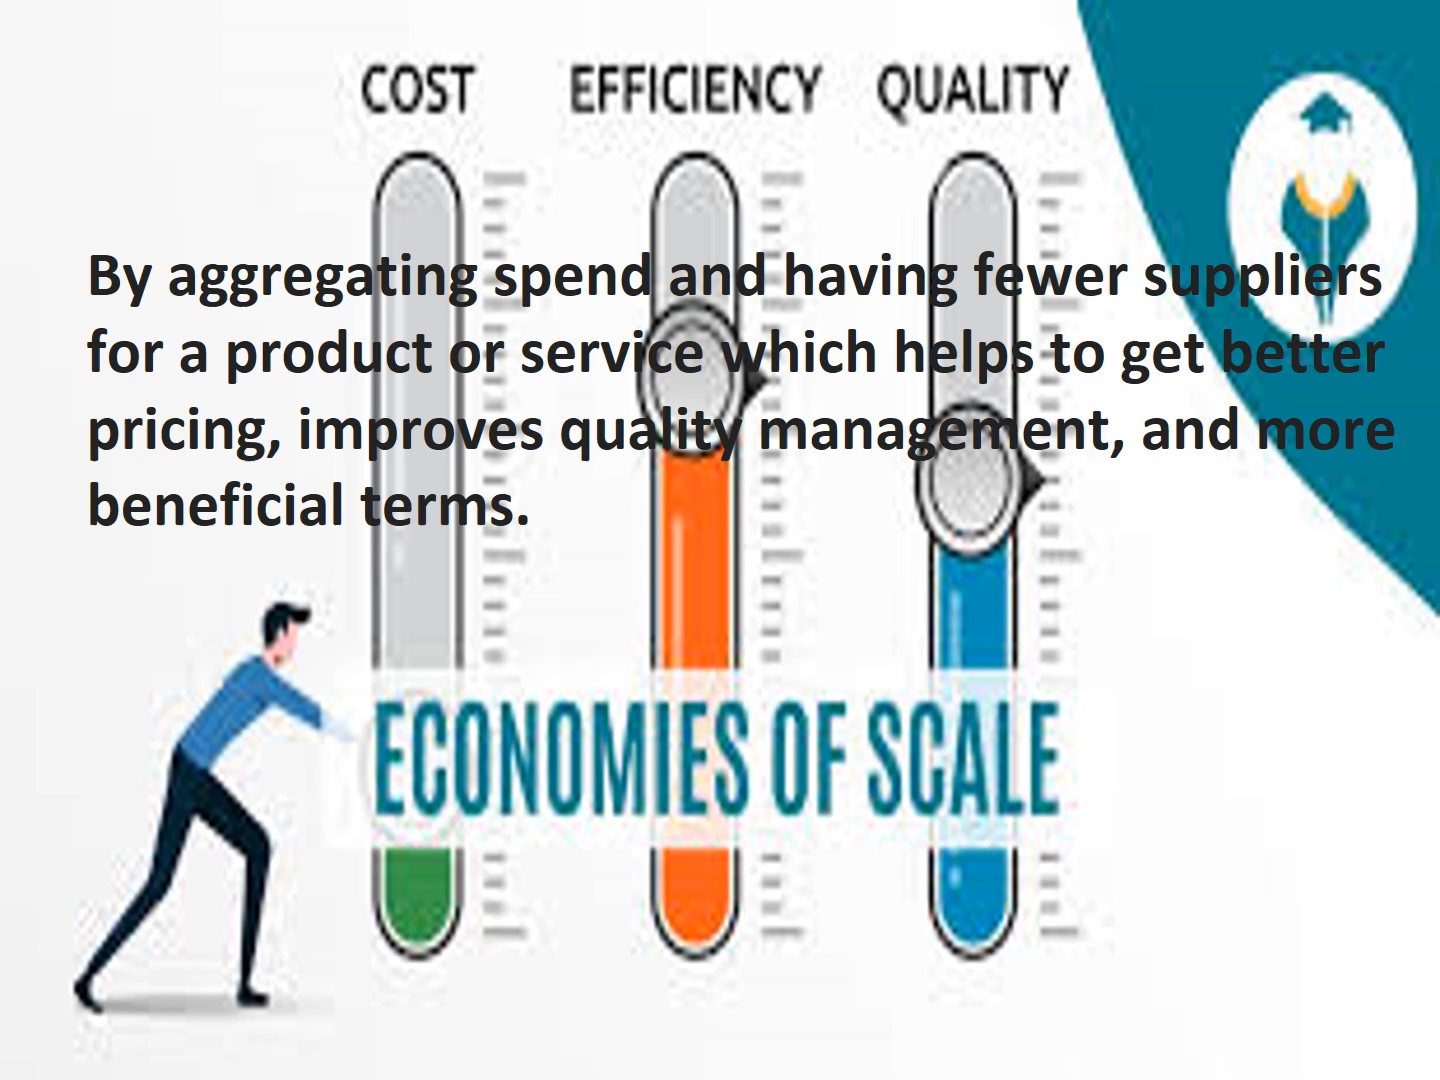 COST EFFICIENCY QUALITY
By aggregating spend and having fewer suppliers
for a product or service which helps to get better
pricing, improves quality management, and more
beneficial terms.
ECONOMIES OF SCALE